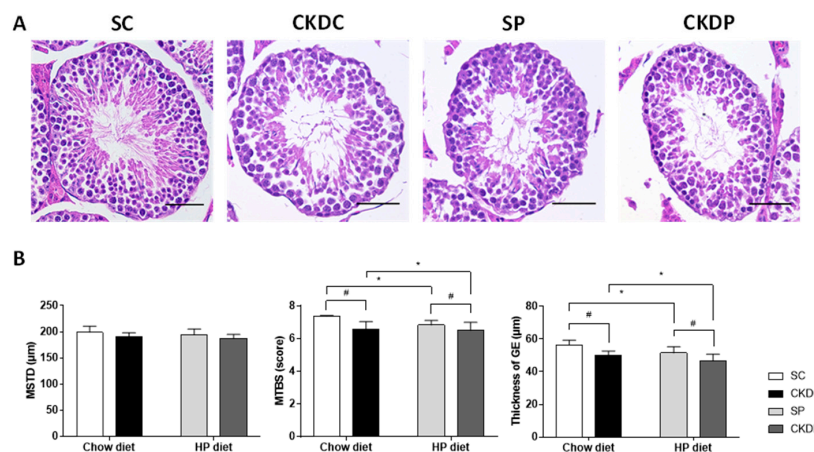 A
SC
CKDC
SP
CKDP
B
MSTD (µm)
250
200
150
100
50
0
Chow diet
HP diet
MTBS (score)
8
6
4
2
0
*
*
#
#
Chow diet
HP diet
Thickness of GE (µm)
80
60
40
20
0
*
*
#
#
Chow diet
HP diet
SC
CKD
SP
CKD